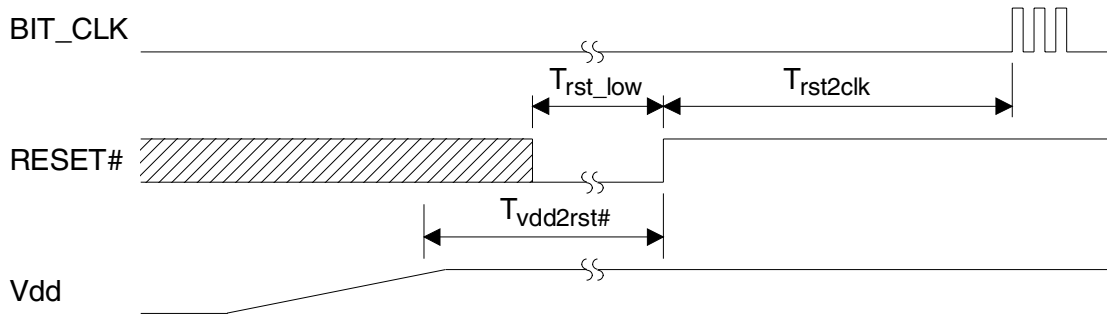 BIT_CLK
Trst_low
Trst2clk
RESET#
Tvdd2rst#
Vdd